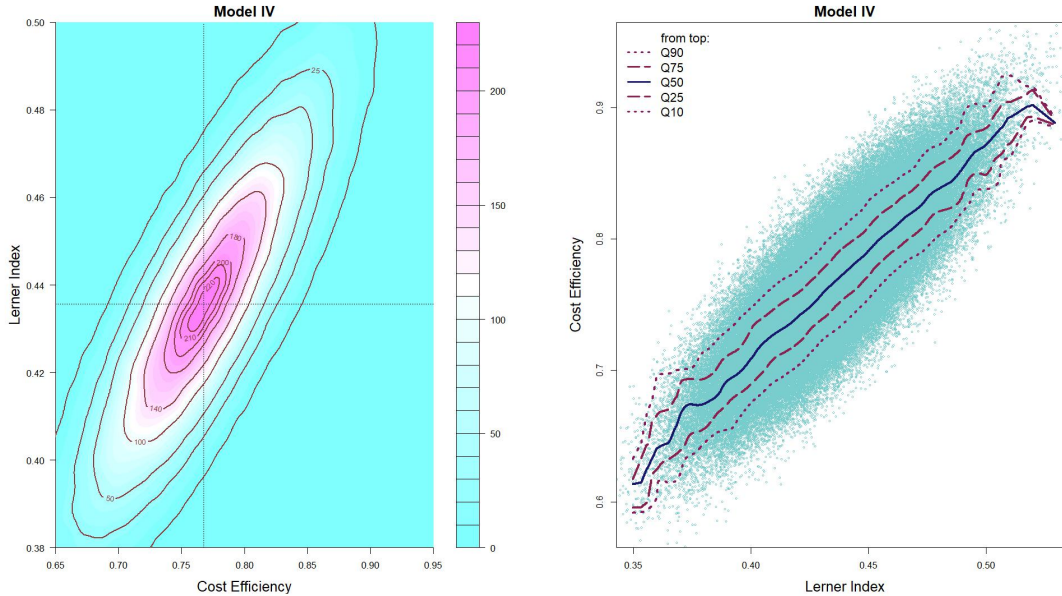 Model IV
0.50
0.48
0.46
0.44
0.42
0.40
0.38
Lerner Index
25
180
200
220
210
140
100
50
0.65
0.70
0.75
0.80
0.85
0.90
0.95
Cost Efficiency
200
150
100
50
0
Model IV
from top:
Q90
Q75
Q50
Q25
Q10
0.9
0.8
0.7
0.6
Cost Efficiency
0.35
0.40
0.45
0.50
Lerner Index